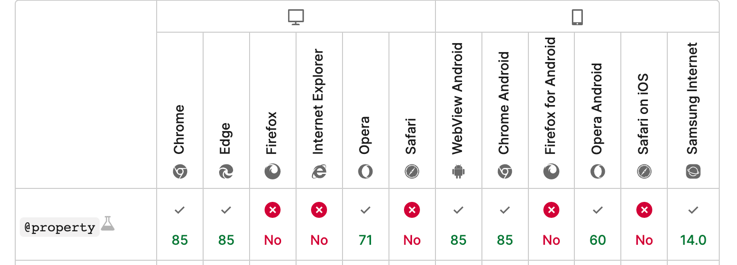 Chrome
Edge
Firefox
Internet Explorer
Opera
Safari
WebView Android
Chrome Android
Firefox for Android
Opera Android
Safari on iOS
Samsung Internet
@property
85 85 No No 71 No 85 85 No 60 No 14.0